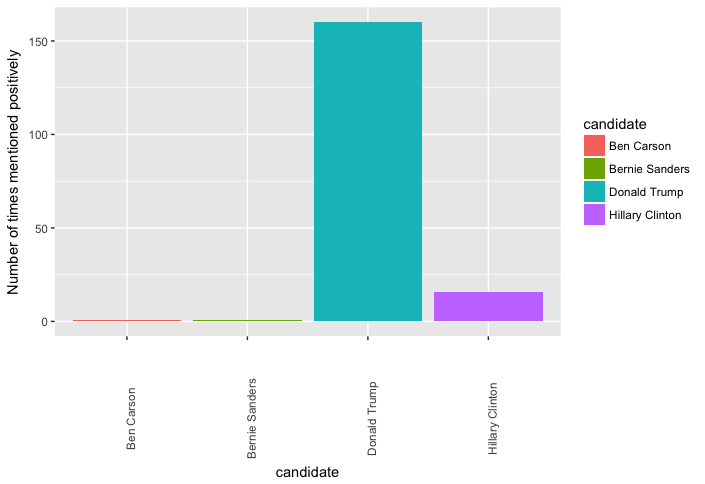 Number of times mentioned positively
150
100
50
0
Ben Carson
Bernie Sanders
Donald Trump
Hillary Clinton
candidate
candidate
Ben Carson
Bernie Sanders
Donald Trump
Hillary Clinton